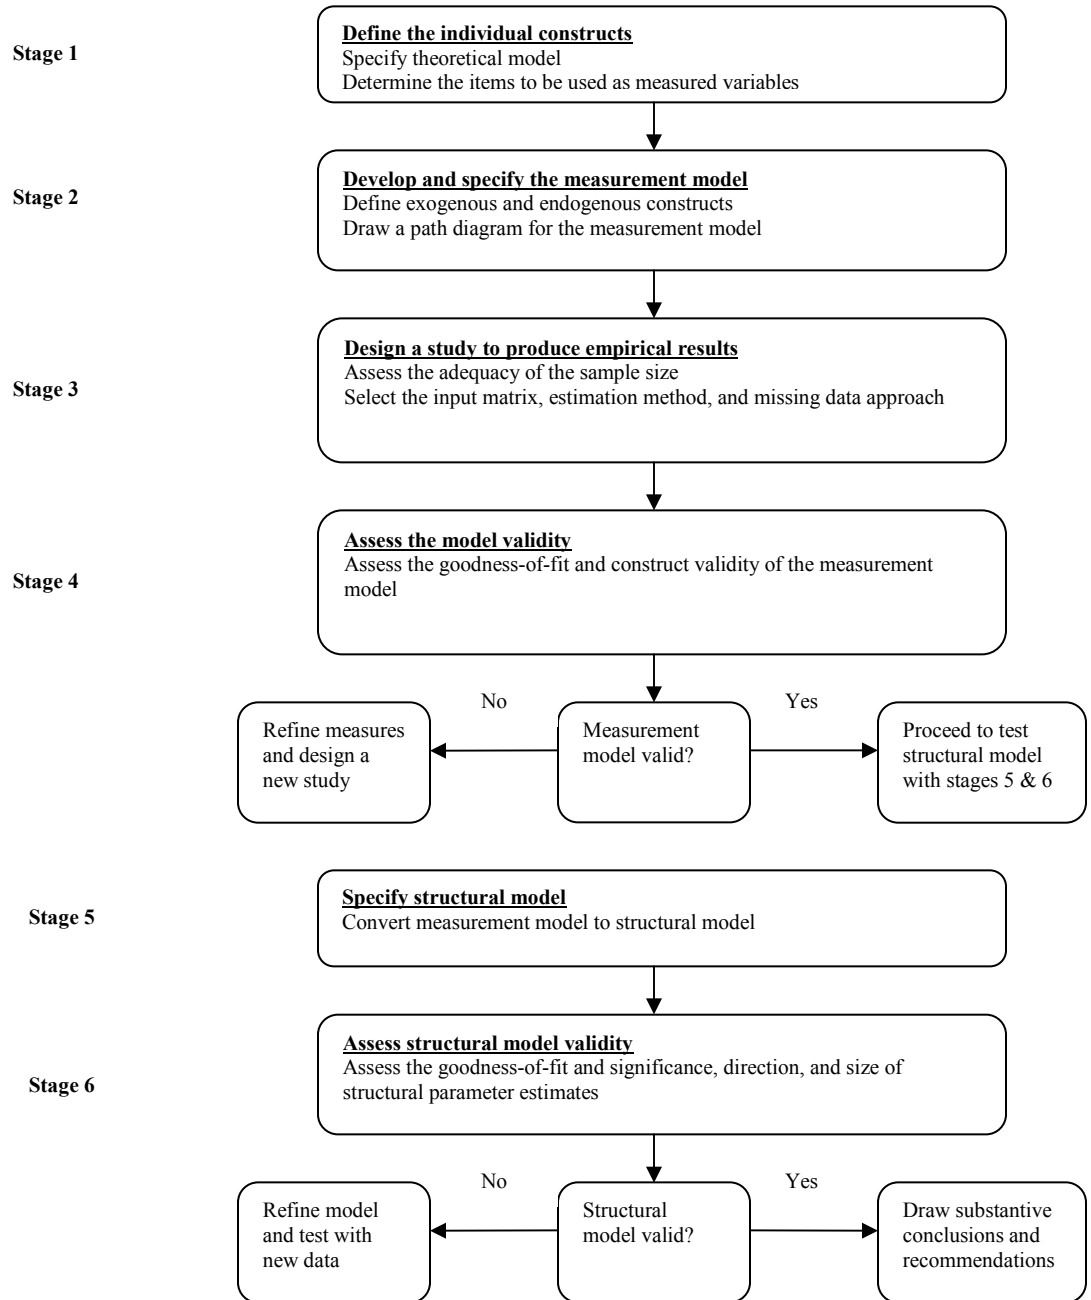 Stage 1
Define the individual constructs
Specify theoretical model
Determine the items to be used as measured variables
Stage 2
Develop and specify the measurement model
Define exogenous and endogenous constructs
Draw a path diagram for the measurement model
Stage 3
Design a study to produce empirical results
Assess the adequacy of the sample size
Select the input matrix, estimation method, and missing data approach
Stage 4
Assess the model validity
Assess the goodness-of-fit and construct validity of the measurement
model
No
Yes
Refine measures
and design a
new study
Measurement
model valid?
Proceed to test
structural model
with stages 5 & 6
Stage 5
Specify structural model
Convert measurement model to structural model
Stage 6
Assess structural model validity
Assess the goodness-of-fit and significance, direction, and size of
structural parameter estimates
No
Yes
Refine model
and test with
new data
Structural
model valid?
Draw substantive
conclusions and
recommendations